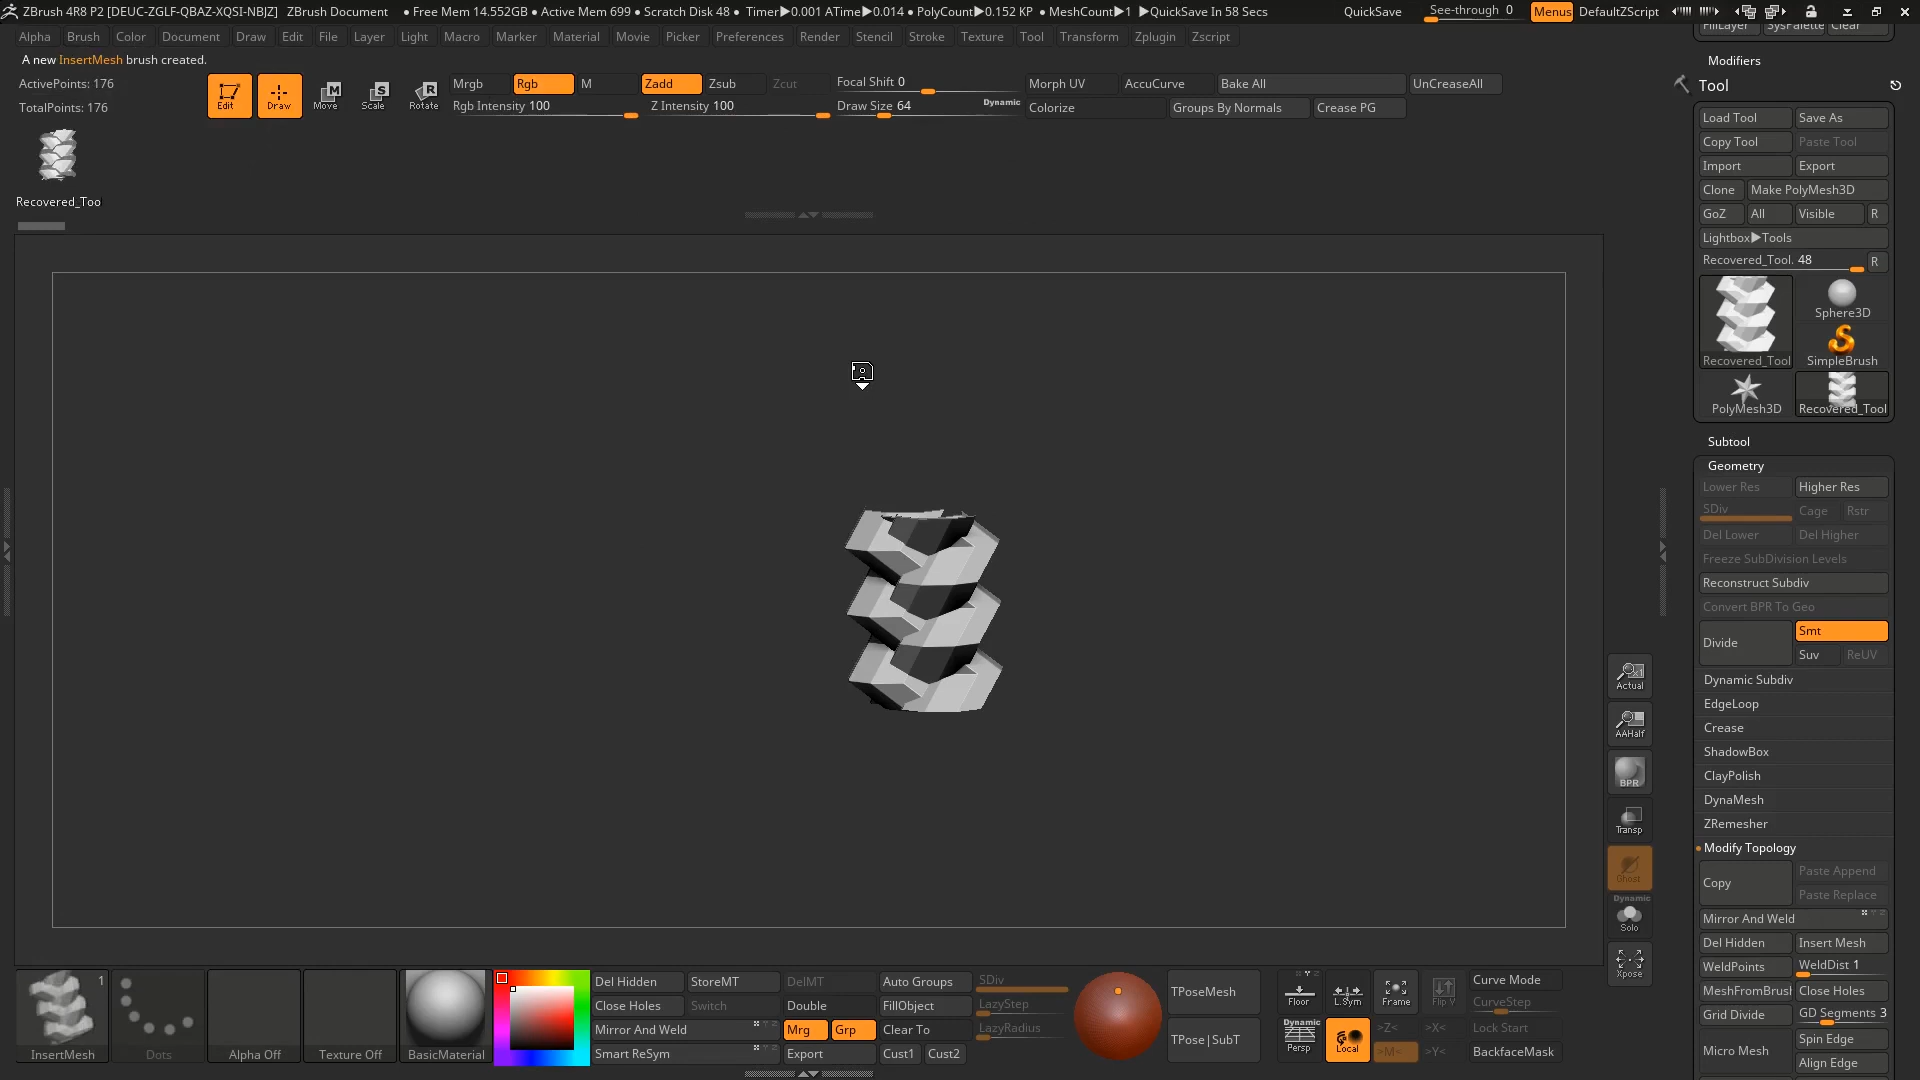 ZBrush 4R8 P2 [DEUC-ZGLF-QBAZ-XQSI-NBJZ] ZBrush Document • Free Mem 14.552GB • Active Mem 699 • Scratch Disk 48 • Timer▶0.001 ATime▶0.014 • PolyCount▶0.152 KP • MeshCount▶1 ▶QuickSave In 58 Secs QuickSave See-through 0 Menus DefaultZScript
Alpha Brush Color Document Draw Edit File Layer Light Macro Marker Material Movie Picker Preferences Render Stencil Stroke Texture Tool Transform Zplugin Zscript
A new InsertMesh brush created.
ActivePoints: 176
TotalPoints: 176
Edit Draw Move Scale Rotate
Mrgb Rgb M Zadd Zsub Zcut Focal Shift 0 Morph UV AccuCurve Bake All UnCreaseAll
Rgb Intensity 100 Z Intensity 100 Draw Size 64 Dynamic Colorize Groups By Normals Crease PG
Recovered_Too
FillLayer SysPalette Clear
Modifiers
Tool
Load Tool Save As
Copy Tool Paste Tool
Import Export
Clone Make PolyMesh3D
GoZ All Visible R
Lightbox▶Tools
Recovered_Tool. 48 R
Recovered_Tool Sphere3D
SimpleBrush
PolyMesh3D Recovered_Tool
Subtool
Geometry
Lower Res Higher Res
SDiv Cage Rstr
Del Lower Del Higher
Freeze SubDivision Levels
Reconstruct Subdiv
Convert BPR To Geo
Divide Smt
Suv ReUV
Dynamic Subdiv
EdgeLoop
Crease
ShadowBox
ClayPolish
DynaMesh
ZRemesher
Modify Topology
Copy Paste Append
Paste Replace
Mirror And Weld
Del Hidden Insert Mesh
WeldPoints WeldDist 1
MeshFromBrush Close Holes
Grid Divide GD Segments 3
Micro Mesh Spin Edge
Align Edge
Actual
AAHalf
BPR
Transp
Ghost
Dynamic
Solo
Xpose
InsertMesh 1
Dots
Alpha Off
Texture Off
BasicMaterial
Del Hidden StoreMT DelMT Auto Groups SDiv
Close Holes Switch Double FillObject LazyStep
Mirror And Weld Mrg Grp Clear To LazyRadius
Smart ReSym Export Cust1 Cust2
TPoseMesh
TPose|SubT
Floor L.Sym Frame Flip V Curve Mode
CurveStep
Dynamic
Persp Local >Z< >X< Lock Start
>M< >Y< BackfaceMask